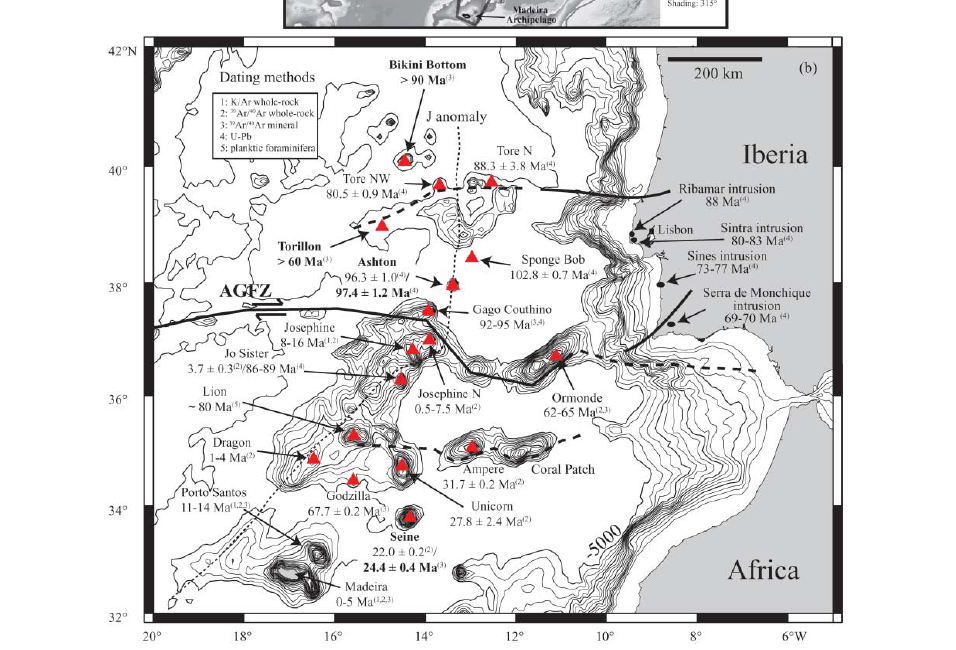 Madeira
Archipelago
Shading: 315°
42°N
40°
38°
36°
34°
32°
20°
18°
16°
14°
12°
10°
8°
6°W
(b)
200 km
Dating methods
1: K/Ar whole-rock
2: ³⁹Ar/⁴⁰Ar whole-rock
3: ³⁹Ar/⁴⁰Ar mineral
4: U-Pb
5: planktic foraminifera
Bikini Bottom
> 90 Ma⁽³⁾
J anomaly
Tore N
88.3 ± 3.8 Ma⁽⁴⁾
Tore NW
80.5 ± 0.9 Ma⁽⁴⁾
Iberia
Ribamar intrusion
88 Ma⁽⁴⁾
Lisbon
Sintra intrusion
80-83 Ma⁽⁴⁾
Sines intrusion
73-77 Ma⁽⁴⁾
Serra de Monchique
intrusion
69-70 Ma ⁽⁴⁾
Torillon
> 60 Ma⁽³⁾
Ashton
96.3 ± 1.0⁽⁴⁾/
97.4 ± 1.2 Ma⁽⁴⁾
Sponge Bob
102.8 ± 0.7 Ma⁽⁴⁾
AGFZ
Gago Couthino
92-95 Ma⁽³,⁴⁾
Josephine
8-16 Ma⁽¹,²⁾
Jo Sister
3.7 ± 0.3⁽²⁾/86-89 Ma⁽⁴⁾
Josephine N
0.5-7.5 Ma⁽²⁾
Ormonde
62-65 Ma⁽²,³⁾
Lion
~ 80 Ma⁽⁵⁾
Dragon
1-4 Ma⁽²⁾
Ampere
31.7 ± 0.2 Ma⁽²⁾
Coral Patch
Porto Santos
11-14 Ma⁽¹,²,³⁾
Godzilla
67.7 ± 0.2 Ma⁽³⁾
Unicorn
27.8 ± 2.4 Ma⁽²⁾
Seine
22.0 ± 0.2⁽²⁾/
24.4 ± 0.4 Ma⁽³⁾
Madeira
0-5 Ma⁽¹,²,³⁾
-5000
Africa